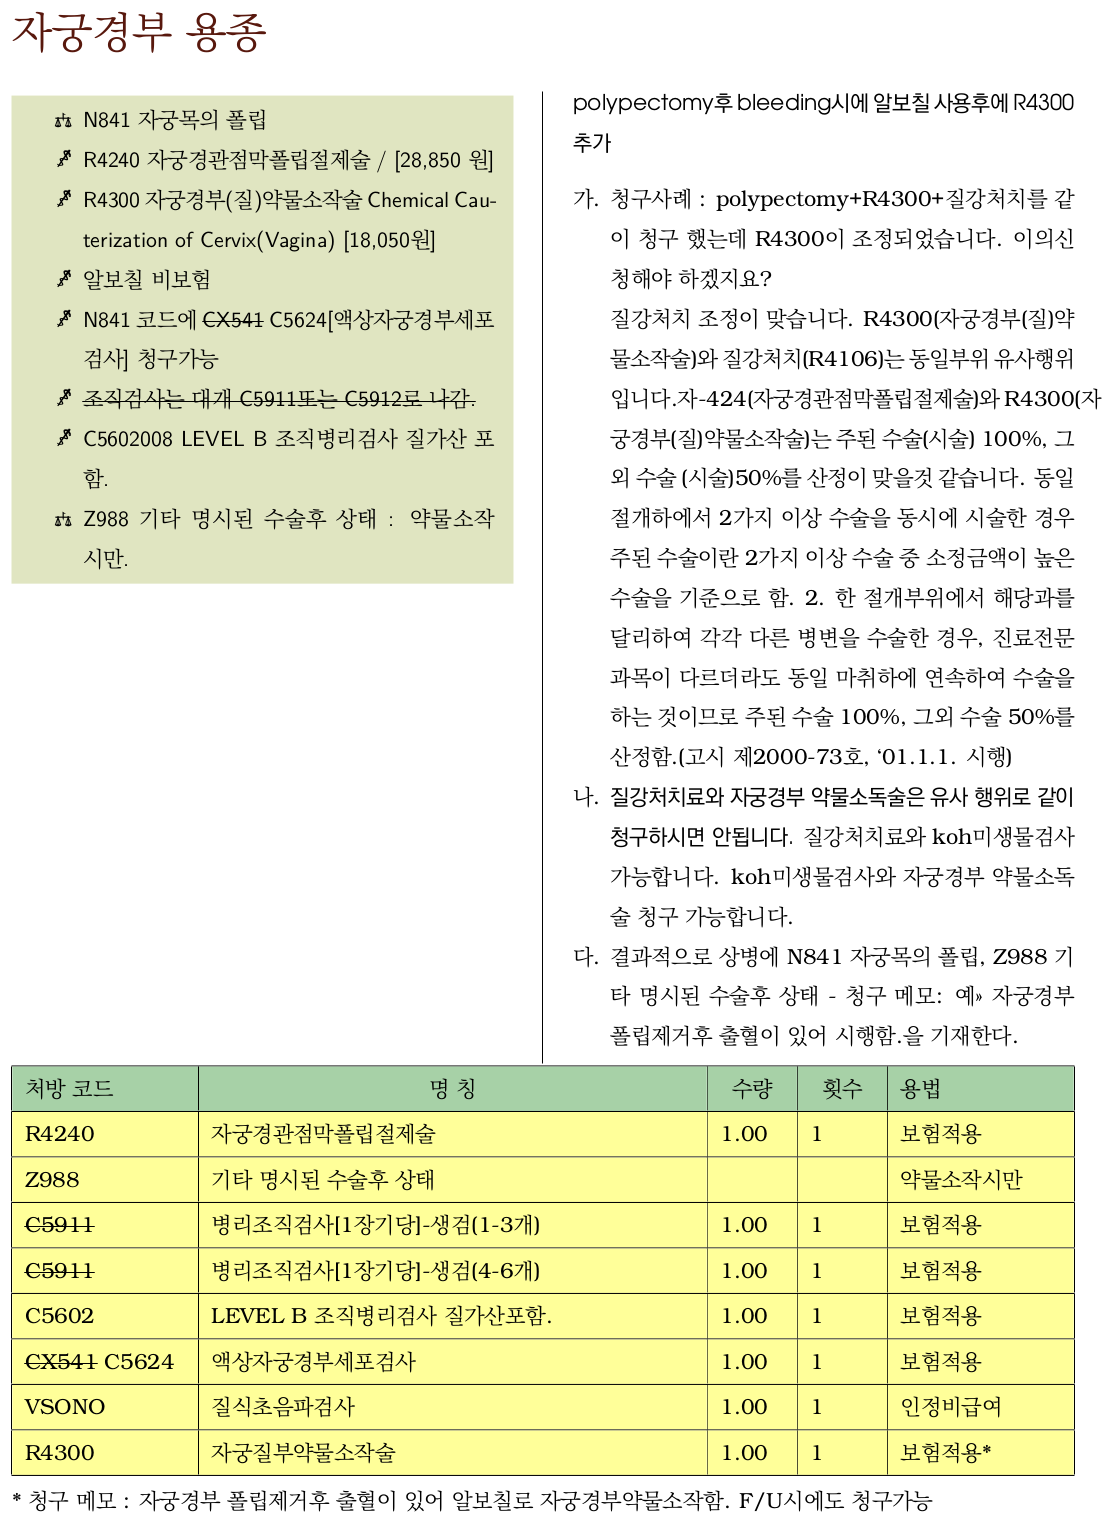 자궁경부 용종
N841 자궁목의 폴립
R4240 자궁경관점막폴립절제술 / [28,850 원]
R4300 자궁경부(질)약물소작술 Chemical Cau-
terization of Cervix(Vagina) [18,050원]
알보칠 비보험
N841 코드에 CX541 C5624[액상자궁경부세포
검사] 청구가능
조직검사는 대개 C5911또는 C5912로 나감.
C5602008 LEVEL B 조직병리검사 질가산 포
함.
Z988 기타 명시된 수술후 상태 : 약물소작
시만.
polypectomy후 bleeding시에 알보칠 사용후에 R4300
추가
가. 청구사례 : polypectomy+R4300+질강처치를 같
이 청구 했는데 R4300이 조정되었습니다. 이의신
청해야 하겠지요?
질강처치 조정이 맞습니다. R4300(자궁경부(질)약
물소작술)와 질강처치(R4106)는 동일부위 유사행위
입니다.자-424(자궁경관점막폴립절제술)와 R4300(자
궁경부(질)약물소작술)는 주된 수술(시술) 100%, 그
외 수술 (시술)50%를 산정이 맞을것 같습니다. 동일
절개하에서 2가지 이상 수술을 동시에 시술한 경우
주된 수술이란 2가지 이상 수술 중 소정금액이 높은
수술을 기준으로 함. 2. 한 절개부위에서 해당과를
달리하여 각각 다른 병변을 수술한 경우, 진료전문
과목이 다르더라도 동일 마취하에 연속하여 수술을
하는 것이므로 주된 수술 100%, 그외 수술 50%를
산정함.(고시 제2000-73호, ‘01.1.1. 시행)
나. 질강처치료와 자궁경부 약물소독술은 유사 행위로 같이
청구하시면 안됩니다. 질강처치료와 koh미생물검사
가능합니다. koh미생물검사와 자궁경부 약물소독
술 청구 가능합니다.
다. 결과적으로 상병에 N841 자궁목의 폴립, Z988 기
타 명시된 수술후 상태 - 청구 메모: 예» 자궁경부
폴립제거후 출혈이 있어 시행함.을 기재한다.
처방 코드 명 칭 수량 횟수 용법
R4240 자궁경관점막폴립절제술 1.00 1 보험적용
Z988 기타 명시된 수술후 상태 약물소작시만
C5911 병리조직검사[1장기당]-생검(1-3개) 1.00 1 보험적용
C5911 병리조직검사[1장기당]-생검(4-6개) 1.00 1 보험적용
C5602 LEVEL B 조직병리검사 질가산포함. 1.00 1 보험적용
CX541 C5624 액상자궁경부세포검사 1.00 1 보험적용
VSONO 질식초음파검사 1.00 1 인정비급여
R4300 자궁질부약물소작술 1.00 1 보험적용*
* 청구 메모 : 자궁경부 폴립제거후 출혈이 있어 알보칠로 자궁경부약물소작함. F/U시에도 청구가능